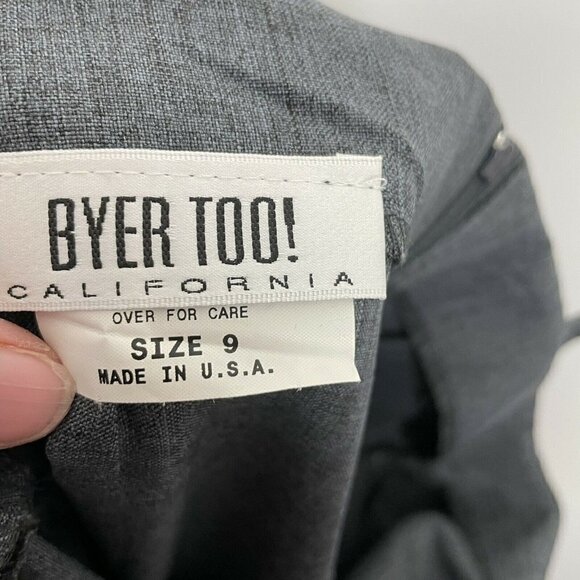 BYER TOO!
CALIFORNIA
OVER FOR CARE
SIZE 9
MADE IN U.S.A.